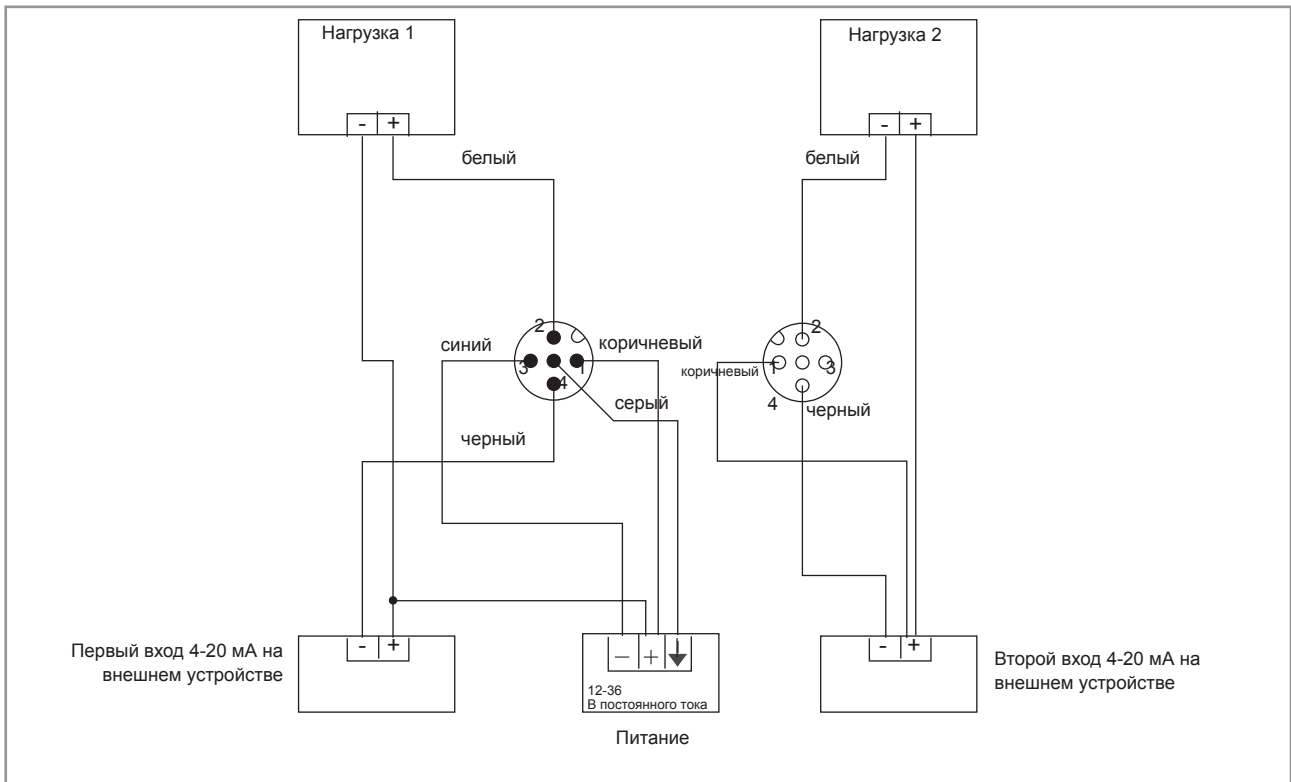 Нагрузка 1
Нагрузка 2
- +
- +
белый
белый
2
2
синий
коричневый
3
1
коричневый
1
3
4
серый
4
черный
черный
- +
- +
- +
Первый вход 4-20 мА на
внешнем устройстве
12-36
В постоянного тока
Второй вход 4-20 мА на
внешнем устройстве
Питание